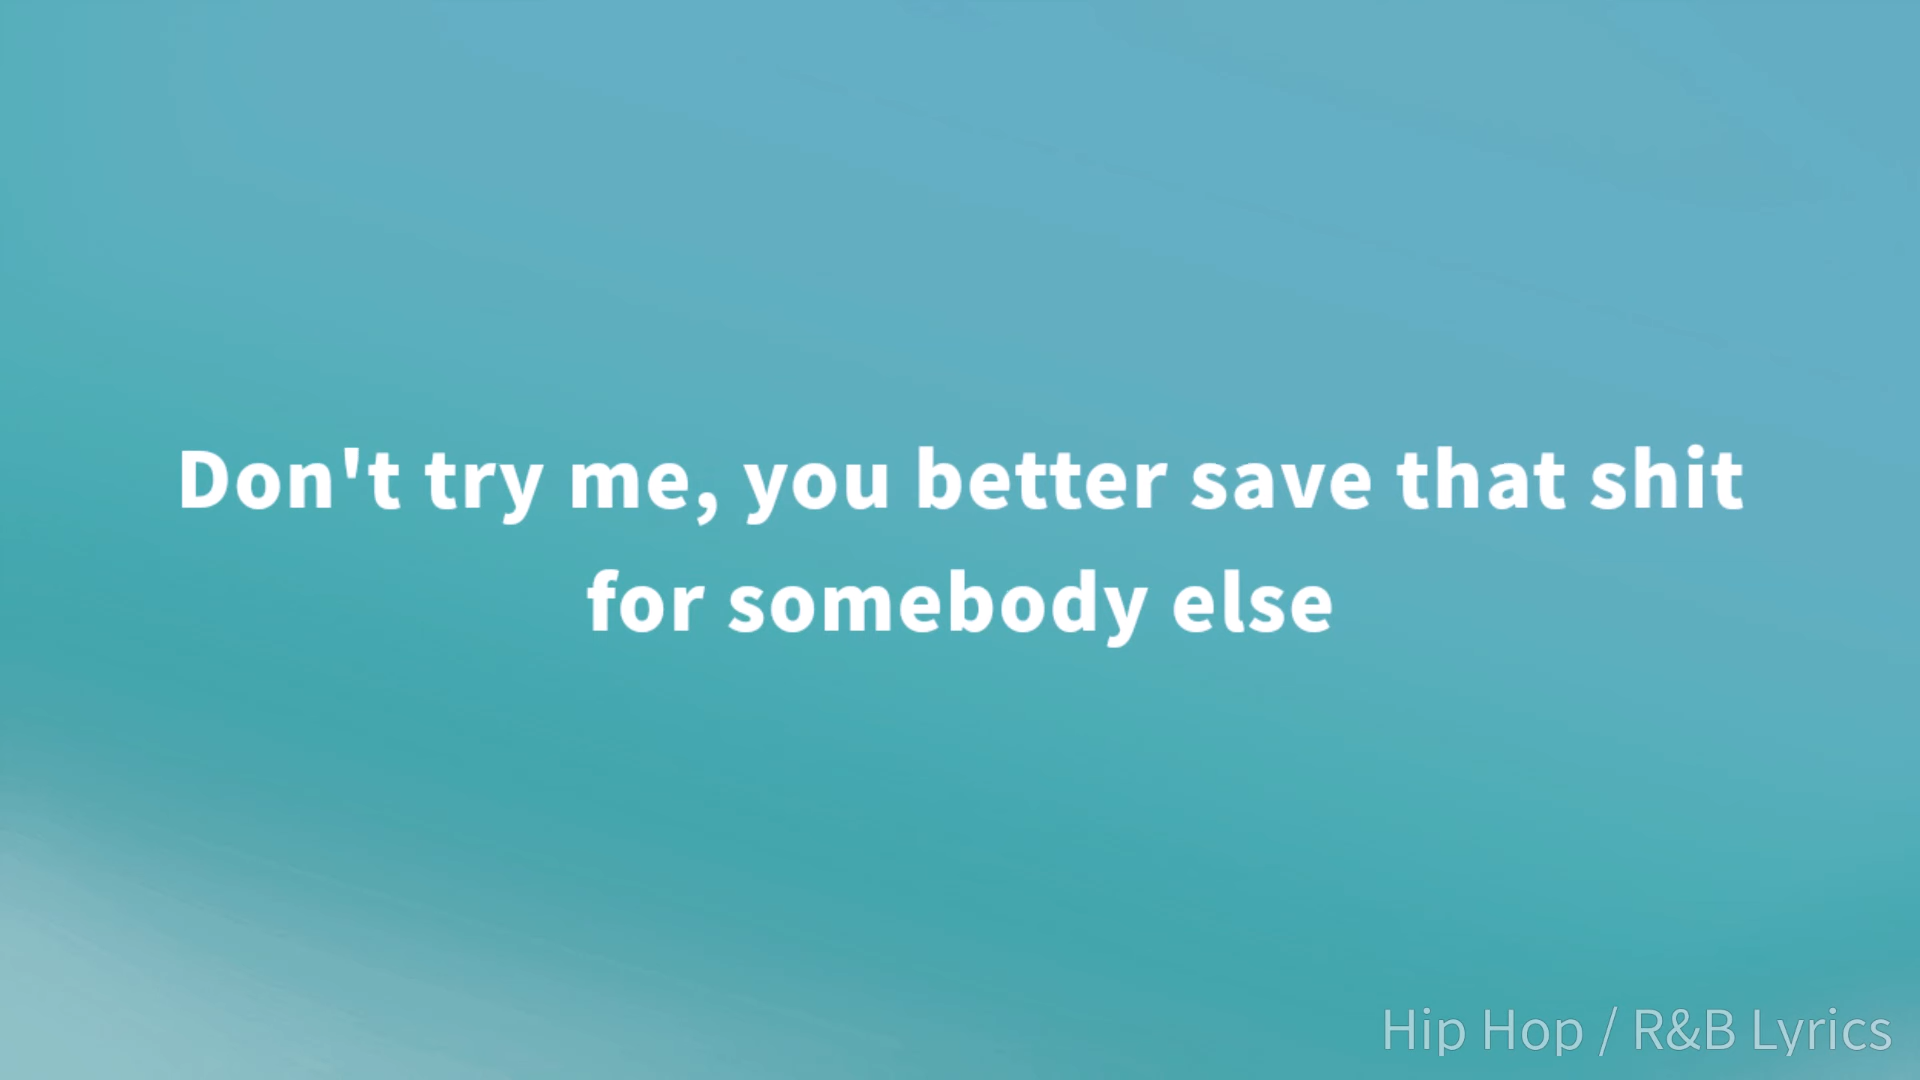 Don't try me, you better save that shit
for somebody else
Hip Hop / R&B Lyrics